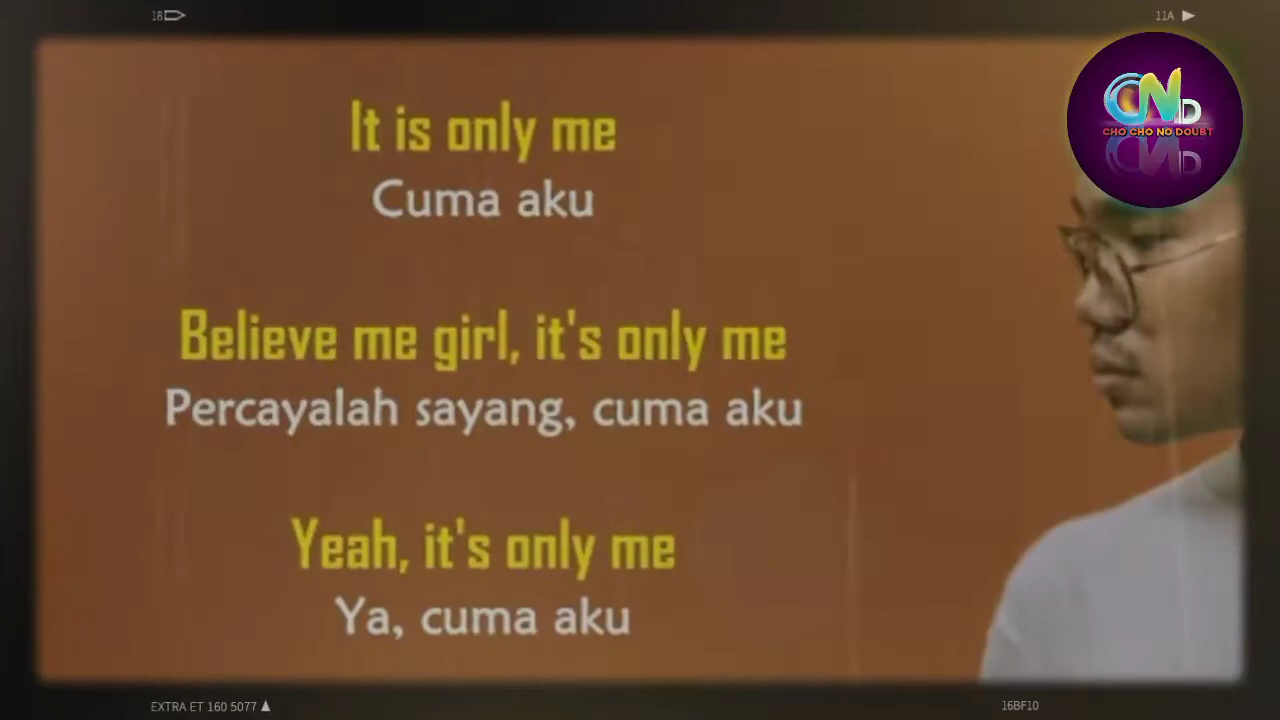 18
11A
CND
CHO CHO NO DOUBT
It is only me
Cuma aku
Believe me girl, it's only me
Percayalah sayang, cuma aku
Yeah, it's only me
Ya, cuma aku
EXTRA ET 160 5077
16BF10